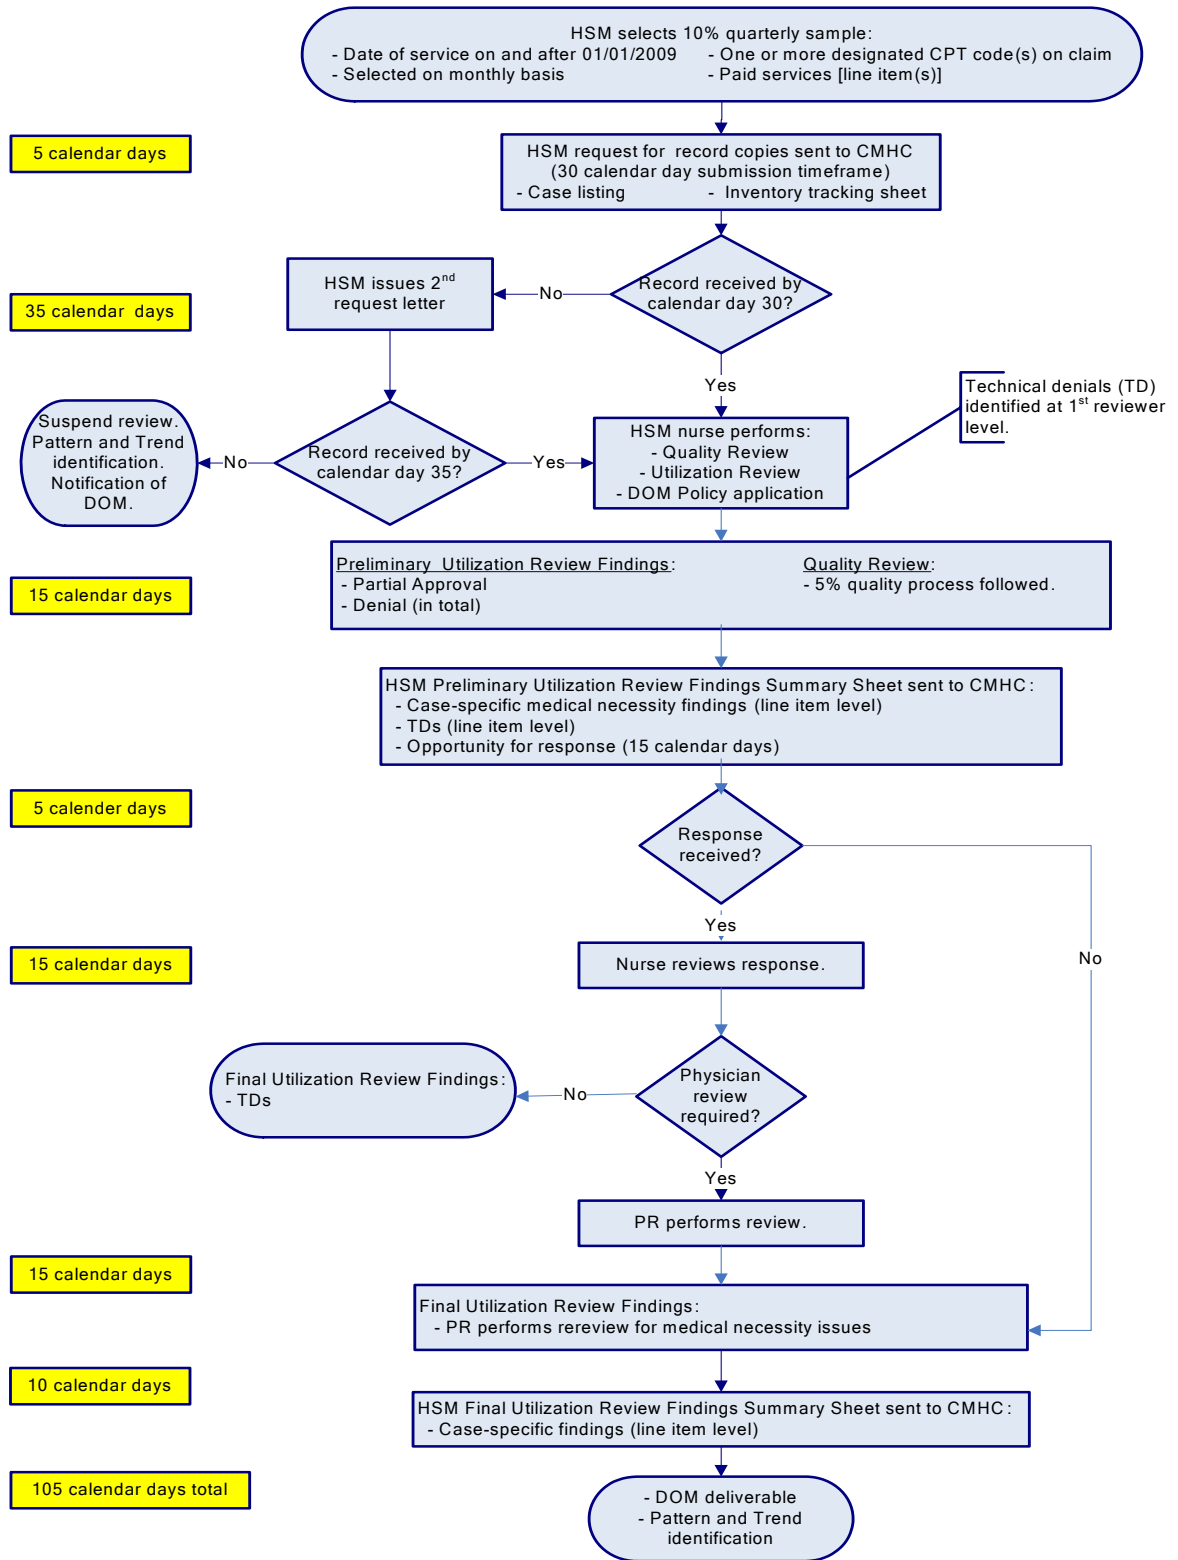 HSM selects 10% quarterly sample:
- Date of service on and after 01/01/2009 - One or more designated CPT code(s) on claim
- Selected on monthly basis - Paid services [line item(s)]
5 calendar days
HSM request for record copies sent to CMHC
(30 calendar day submission timeframe)
- Case listing - Inventory tracking sheet
HSM issues 2nd
request letter
No
Record received by
calendar day 30?
35 calendar days
Yes
Technical denials (TD)
identified at 1st reviewer
level.
Suspend review.
Pattern and Trend
identification.
Notification of
DOM.
No
Record received by
calendar day 35?
Yes
HSM nurse performs:
- Quality Review
- Utilization Review
- DOM Policy application
15 calendar days
Preliminary Utilization Review Findings:
- Partial Approval
- Denial (in total)
Quality Review:
- 5% quality process followed.
HSM Preliminary Utilization Review Findings Summary Sheet sent to CMHC:
- Case-specific medical necessity findings (line item level)
- TDs (line item level)
- Opportunity for response (15 calendar days)
5 calender days
Response
received?
Yes
No
15 calendar days
Nurse reviews response.
Final Utilization Review Findings:
- TDs
No
Physician
review
required?
Yes
PR performs review.
15 calendar days
Final Utilization Review Findings:
- PR performs rereview for medical necessity issues
10 calendar days
HSM Final Utilization Review Findings Summary Sheet sent to CMHC:
- Case-specific findings (line item level)
105 calendar days total
- DOM deliverable
- Pattern and Trend
identification